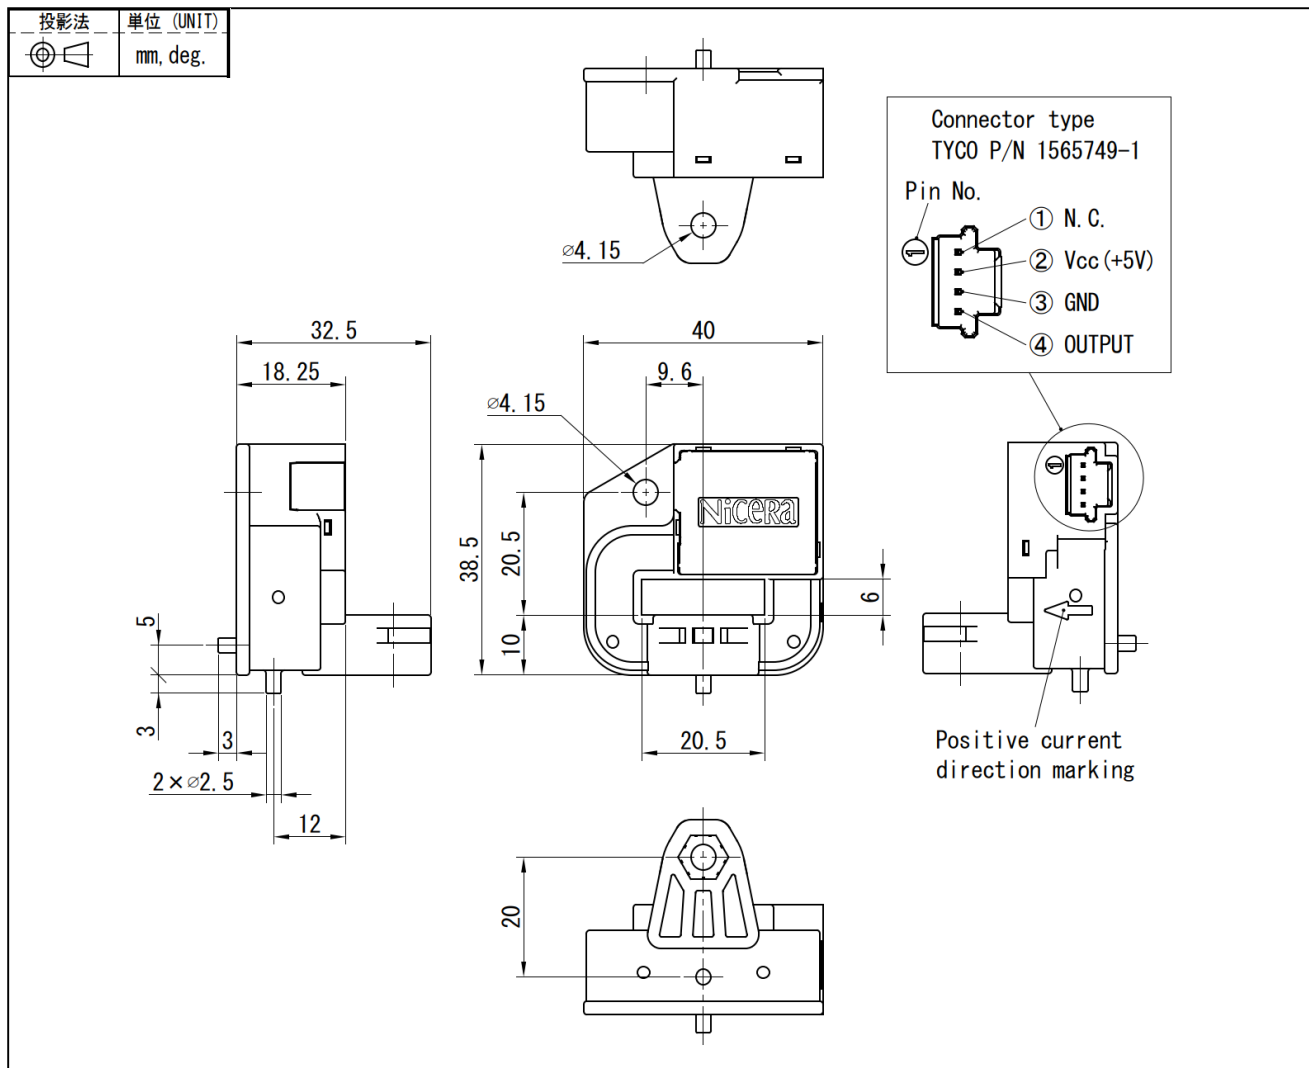 投影法
単位 (UNIT)
mm, deg.
Connector type
TYCO P/N 1565749-1
Pin No.
① N.C.
② Vcc(+5V)
③ GND
④ OUTPUT
①
⌀4.15
32.5
18.25
40
9.6
⌀4.15
NiCERa
38.5
20.5
10
6
20.5
5
3
3
2×⌀2.5
12
①
Positive current
direction marking
20